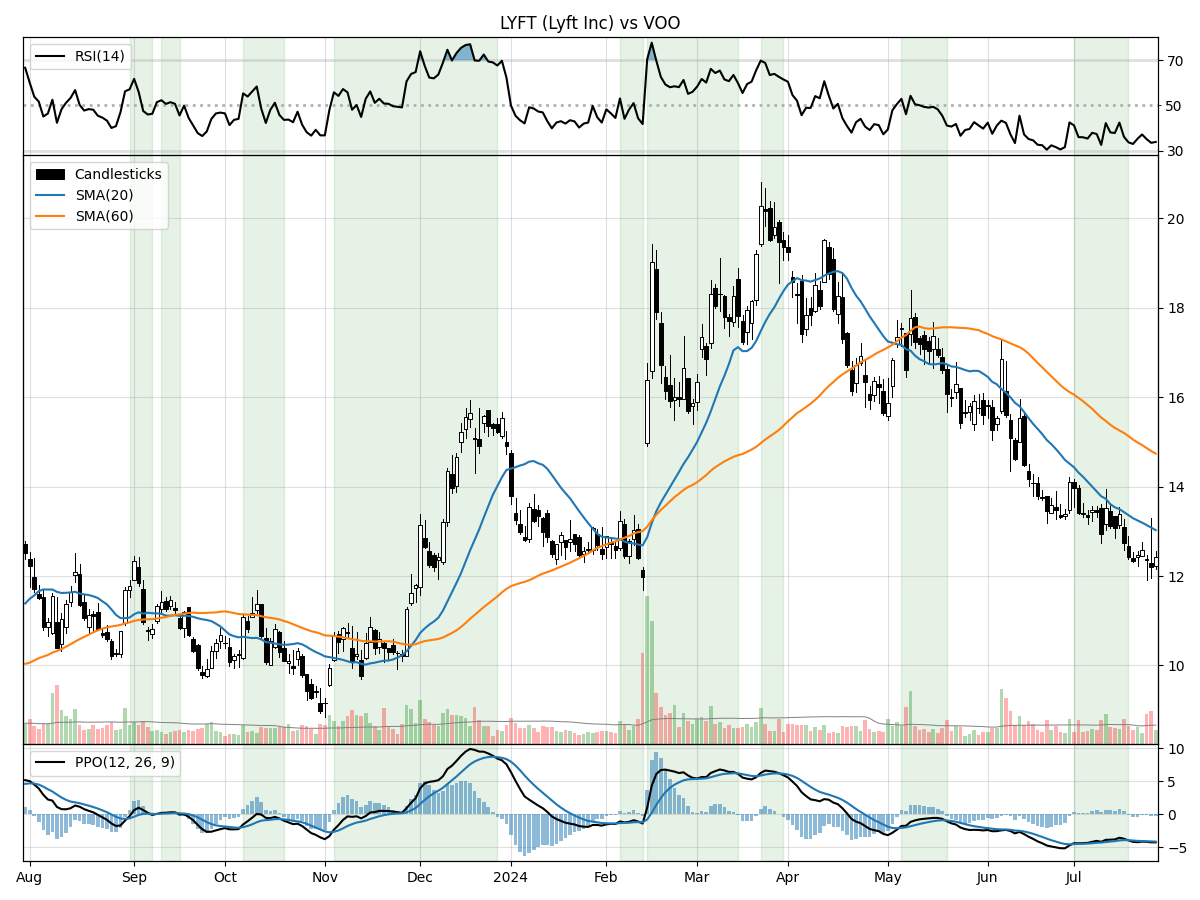 LYFT (Lyft Inc) vs VOO
RSI(14)
70
50
30
Candlesticks
SMA(20)
SMA(60)
20
18
16
14
12
10
PPO(12, 26, 9)
10
5
0
−5
Aug Sep Oct Nov Dec 2024 Feb Mar Apr May Jun Jul